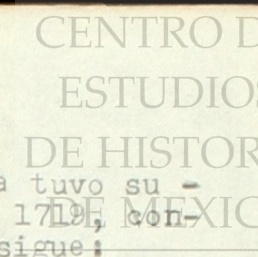 CENTRO D
ESTUDIOS
DE HISTOR
a tuvo su -
DE MEXIC
1719, con-
sigue: